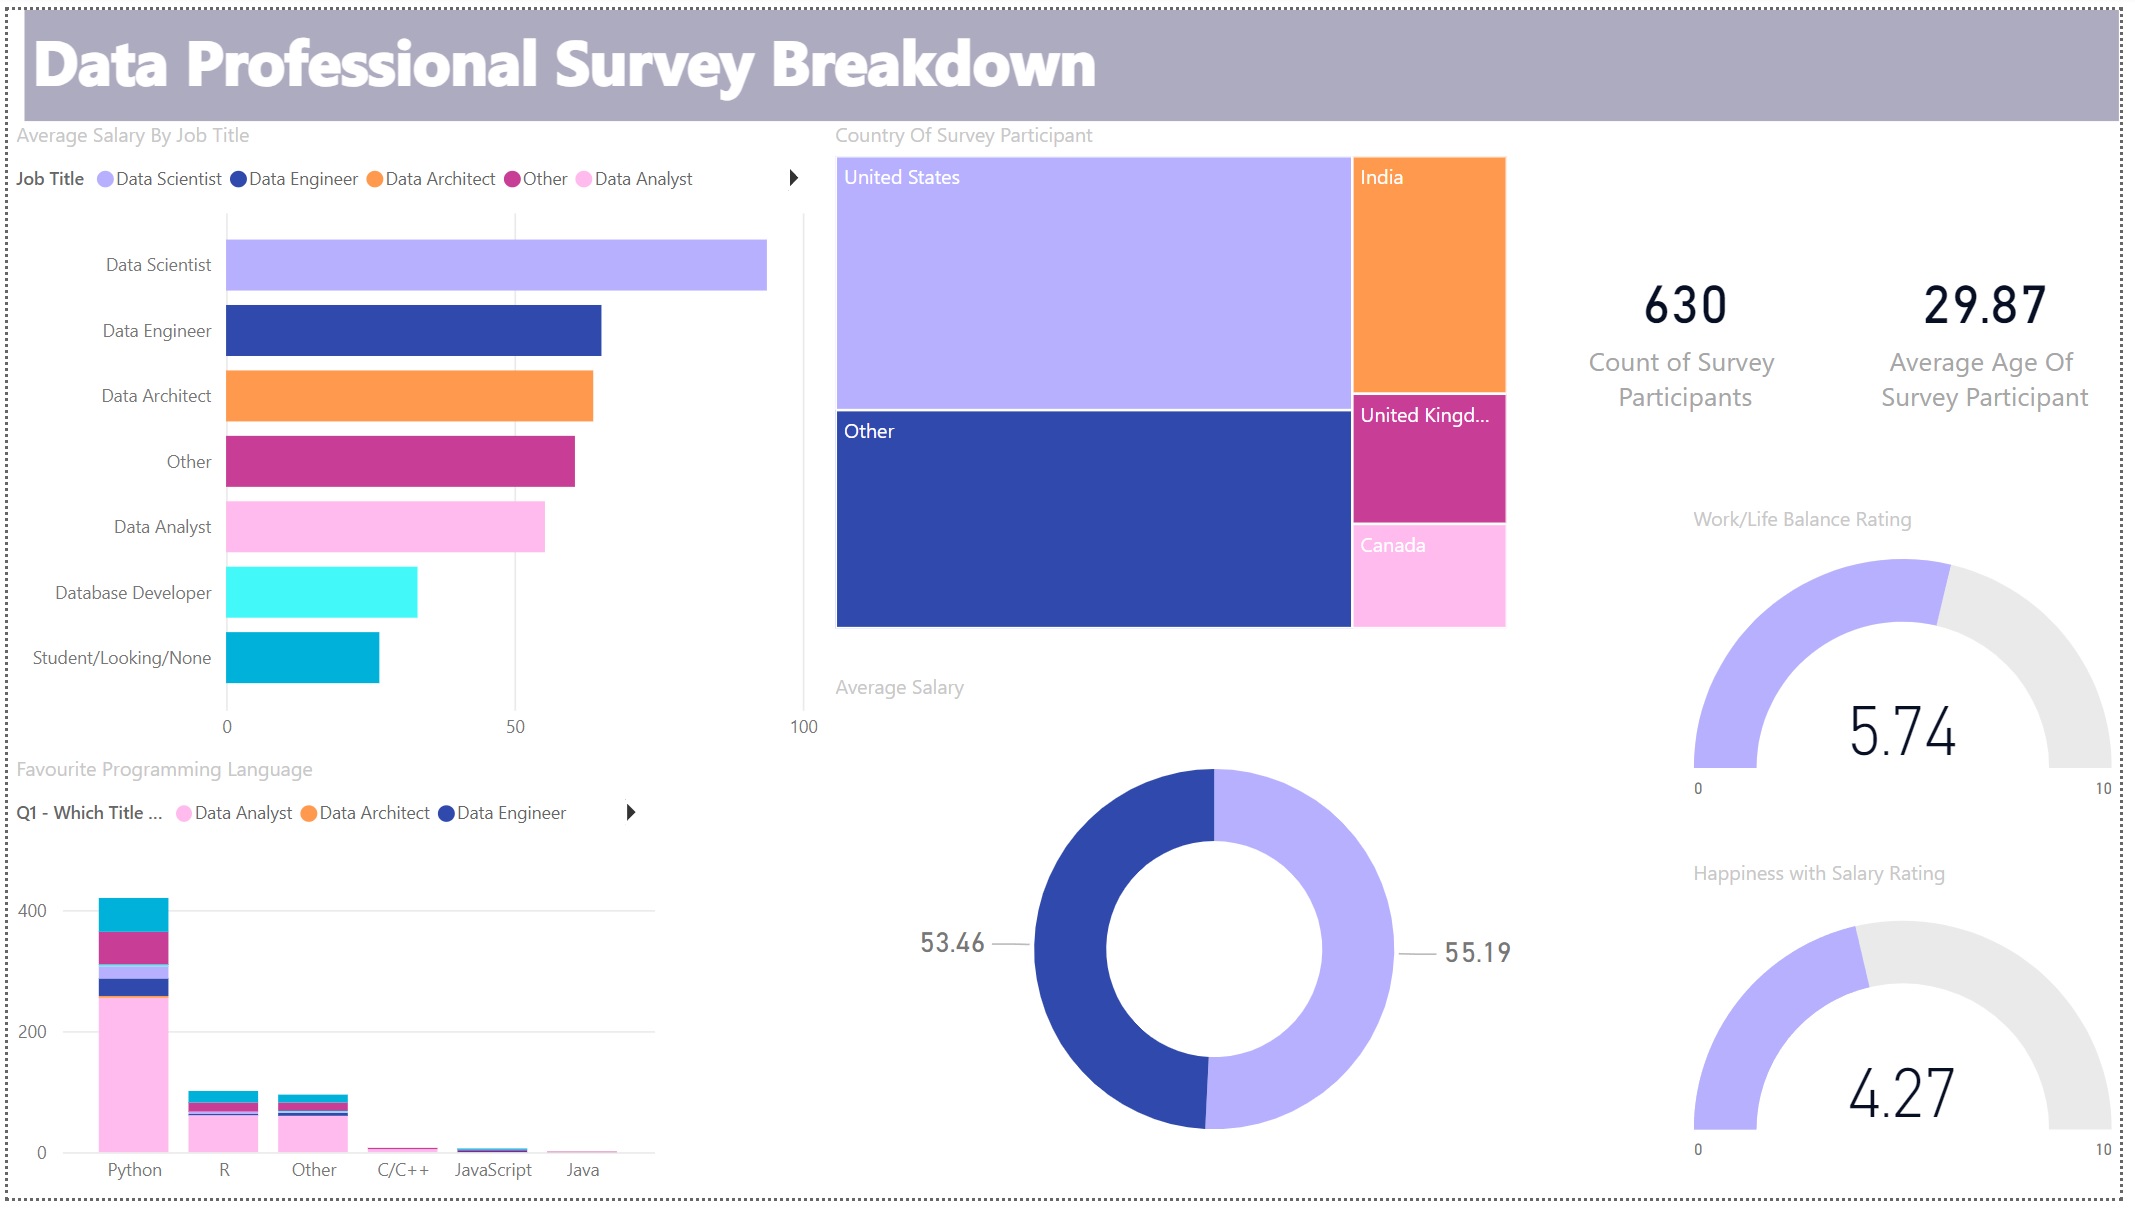 Data Professional Survey Breakdown
Average Salary By Job Title
Job Title Data Scientist Data Engineer Data Architect Other Data Analyst
Data Scientist
Data Engineer
Data Architect
Other
Data Analyst
Database Developer
Student/Looking/None
0 50 100
Favourite Programming Language
Q1 - Which Title ... Data Analyst Data Architect Data Engineer
400
200
0
Python R Other C/C++ JavaScript Java
Country Of Survey Participant
United States
India
Other
United Kingd...
Canada
Average Salary
53.46
55.19
630
Count of Survey
Participants
29.87
Average Age Of
Survey Participant
Work/Life Balance Rating
5.74
0 10
Happiness with Salary Rating
4.27
0 10